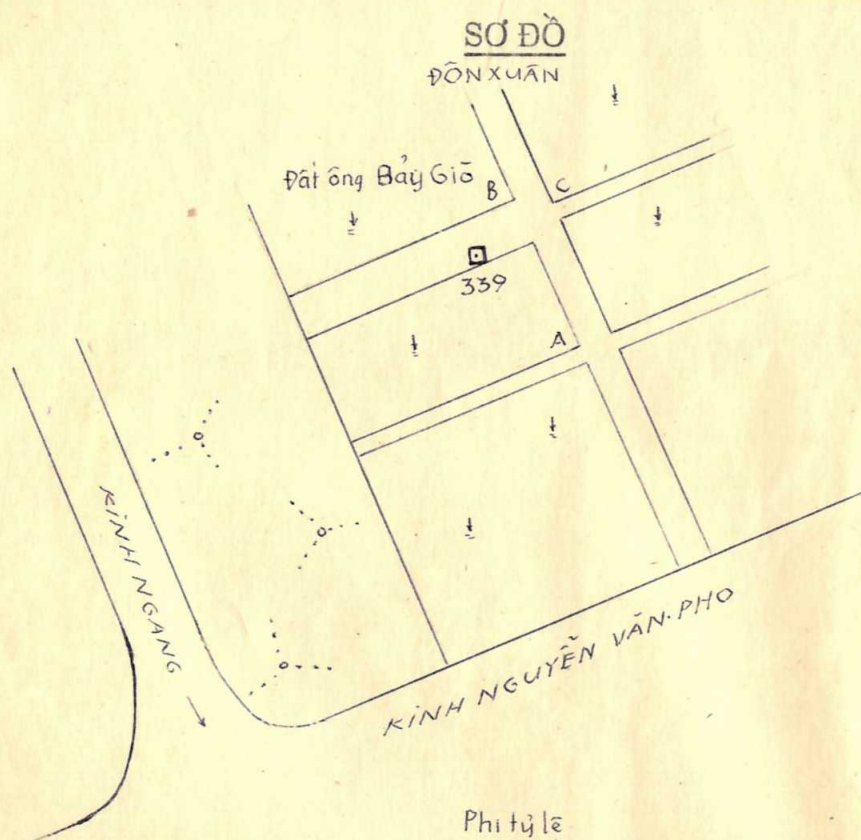 SƠ ĐỒ
ĐÔN XUÂN
Đất ông Bảy Giõ
B
C
339
A
KINH NGANG
KINH NGUYỄN VĂN-PHO
Phi tỷ lệ